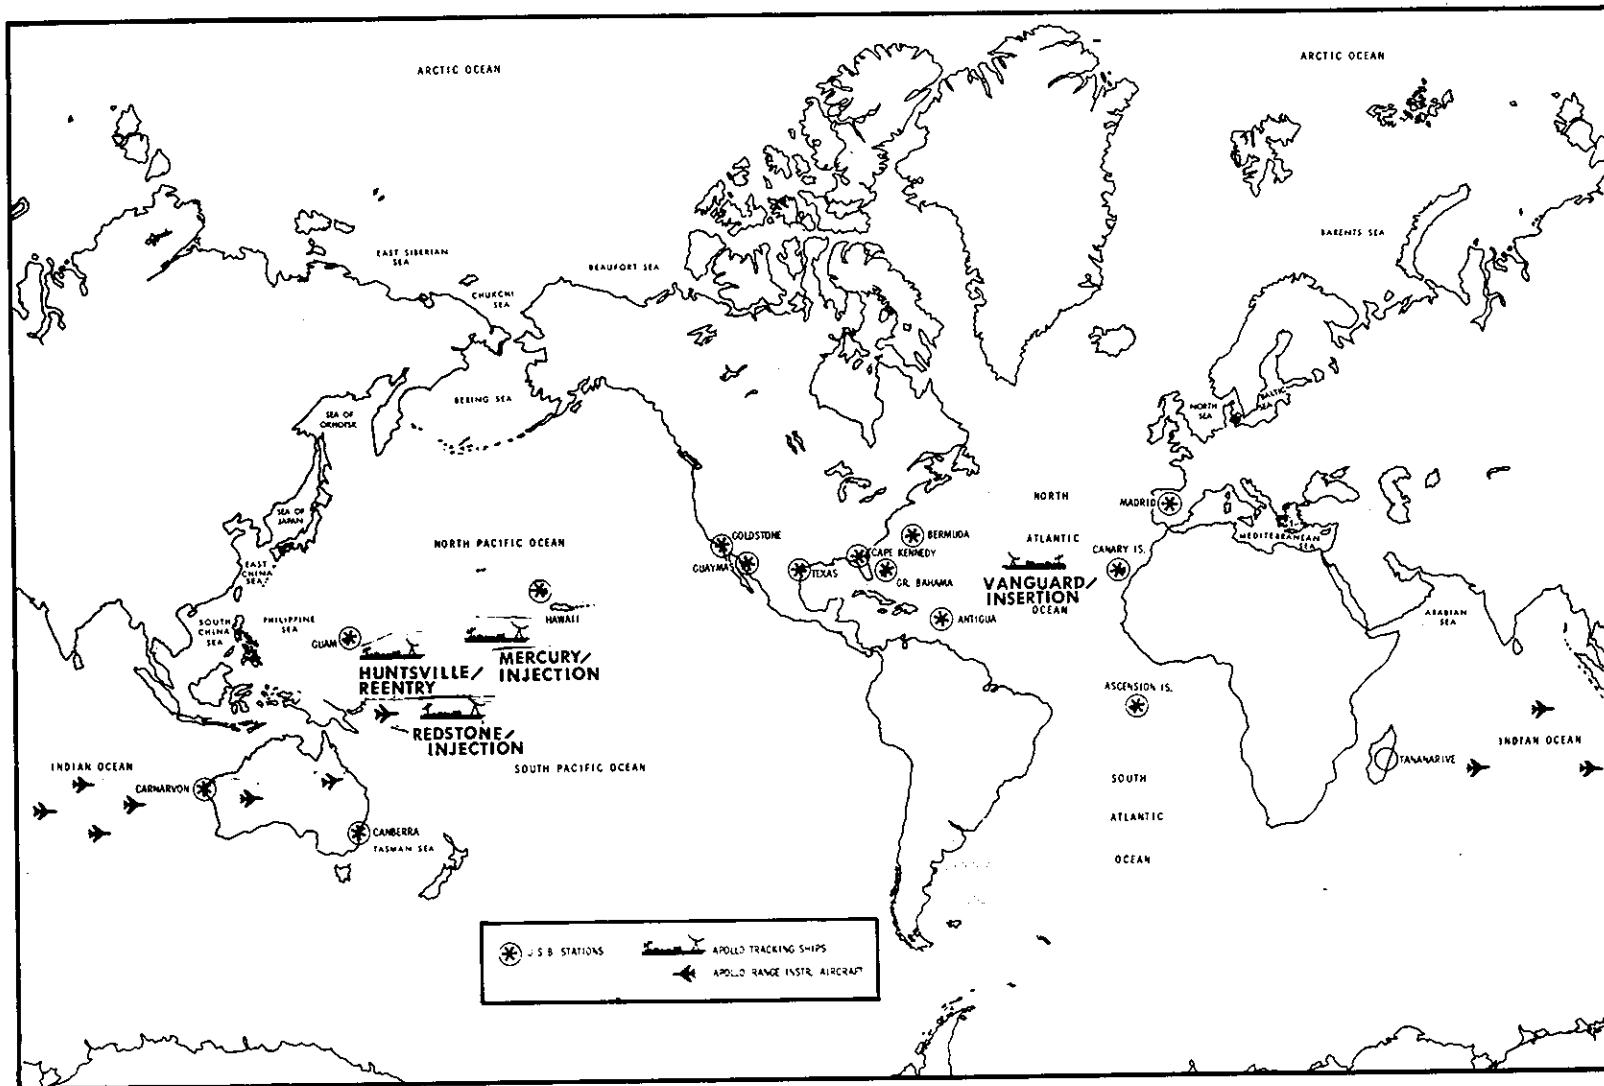 ARCTIC OCEAN
ARCTIC OCEAN
BARENTS SEA
EAST SIBERIAN
SEA
BEAUFORT SEA
CHUKCHI
SEA
BERING SEA
SEA OF
OKHOTSK
NORTH
SEA
BALTIC
SEA
SEA OF
JAPAN
EAST
CHINA
SEA
NORTH PACIFIC OCEAN
GOLDSTONE
GUAYMAS
TEXAS
CAPE KENNEDY
BERMUDA
GR. BAHAMA
ANTIGUA
NORTH
ATLANTIC
OCEAN
VANGUARD/
INSERTION
MADRID
CANARY IS.
MEDITERRANEAN
SEA
ARABIAN
SEA
SOUTH
CHINA
SEA
PHILIPPINE
SEA
GUAM
HAWAII
HUNTSVILLE/
REENTRY
MERCURY/
INJECTION
REDSTONE/
INJECTION
ASCENSION IS.
TANANARIVE
INDIAN OCEAN
INDIAN OCEAN
SOUTH PACIFIC OCEAN
CARNARVON
CANBERRA
TASMAN SEA
SOUTH
ATLANTIC
OCEAN
U.S.B. STATIONS
APOLLO TRACKING SHIPS
APOLLO RANGE INSTR. AIRCRAFT